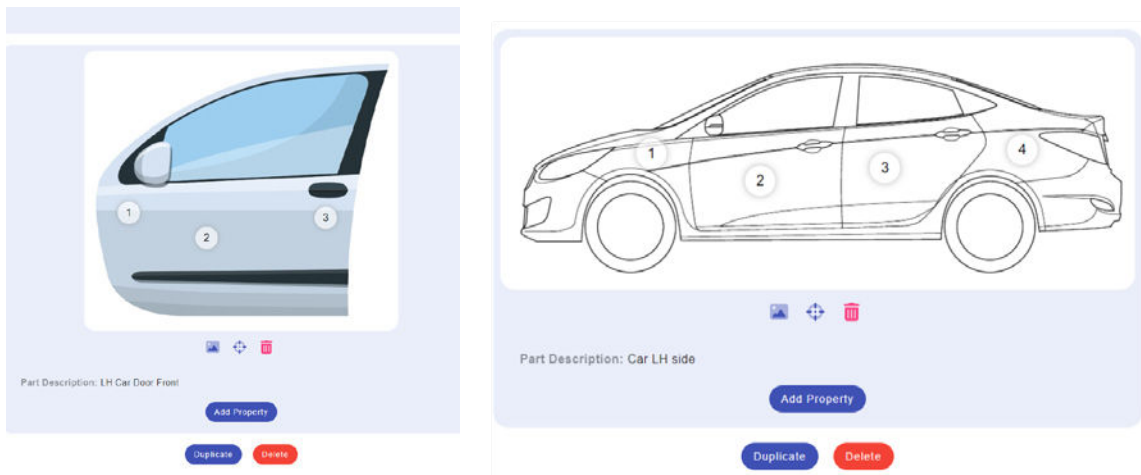 1
2
3
Part Description: LH Car Door Front
Add Property
Duplicate
Delete
1
2
3
4
Part Description: Car LH side
Add Property
Duplicate
Delete